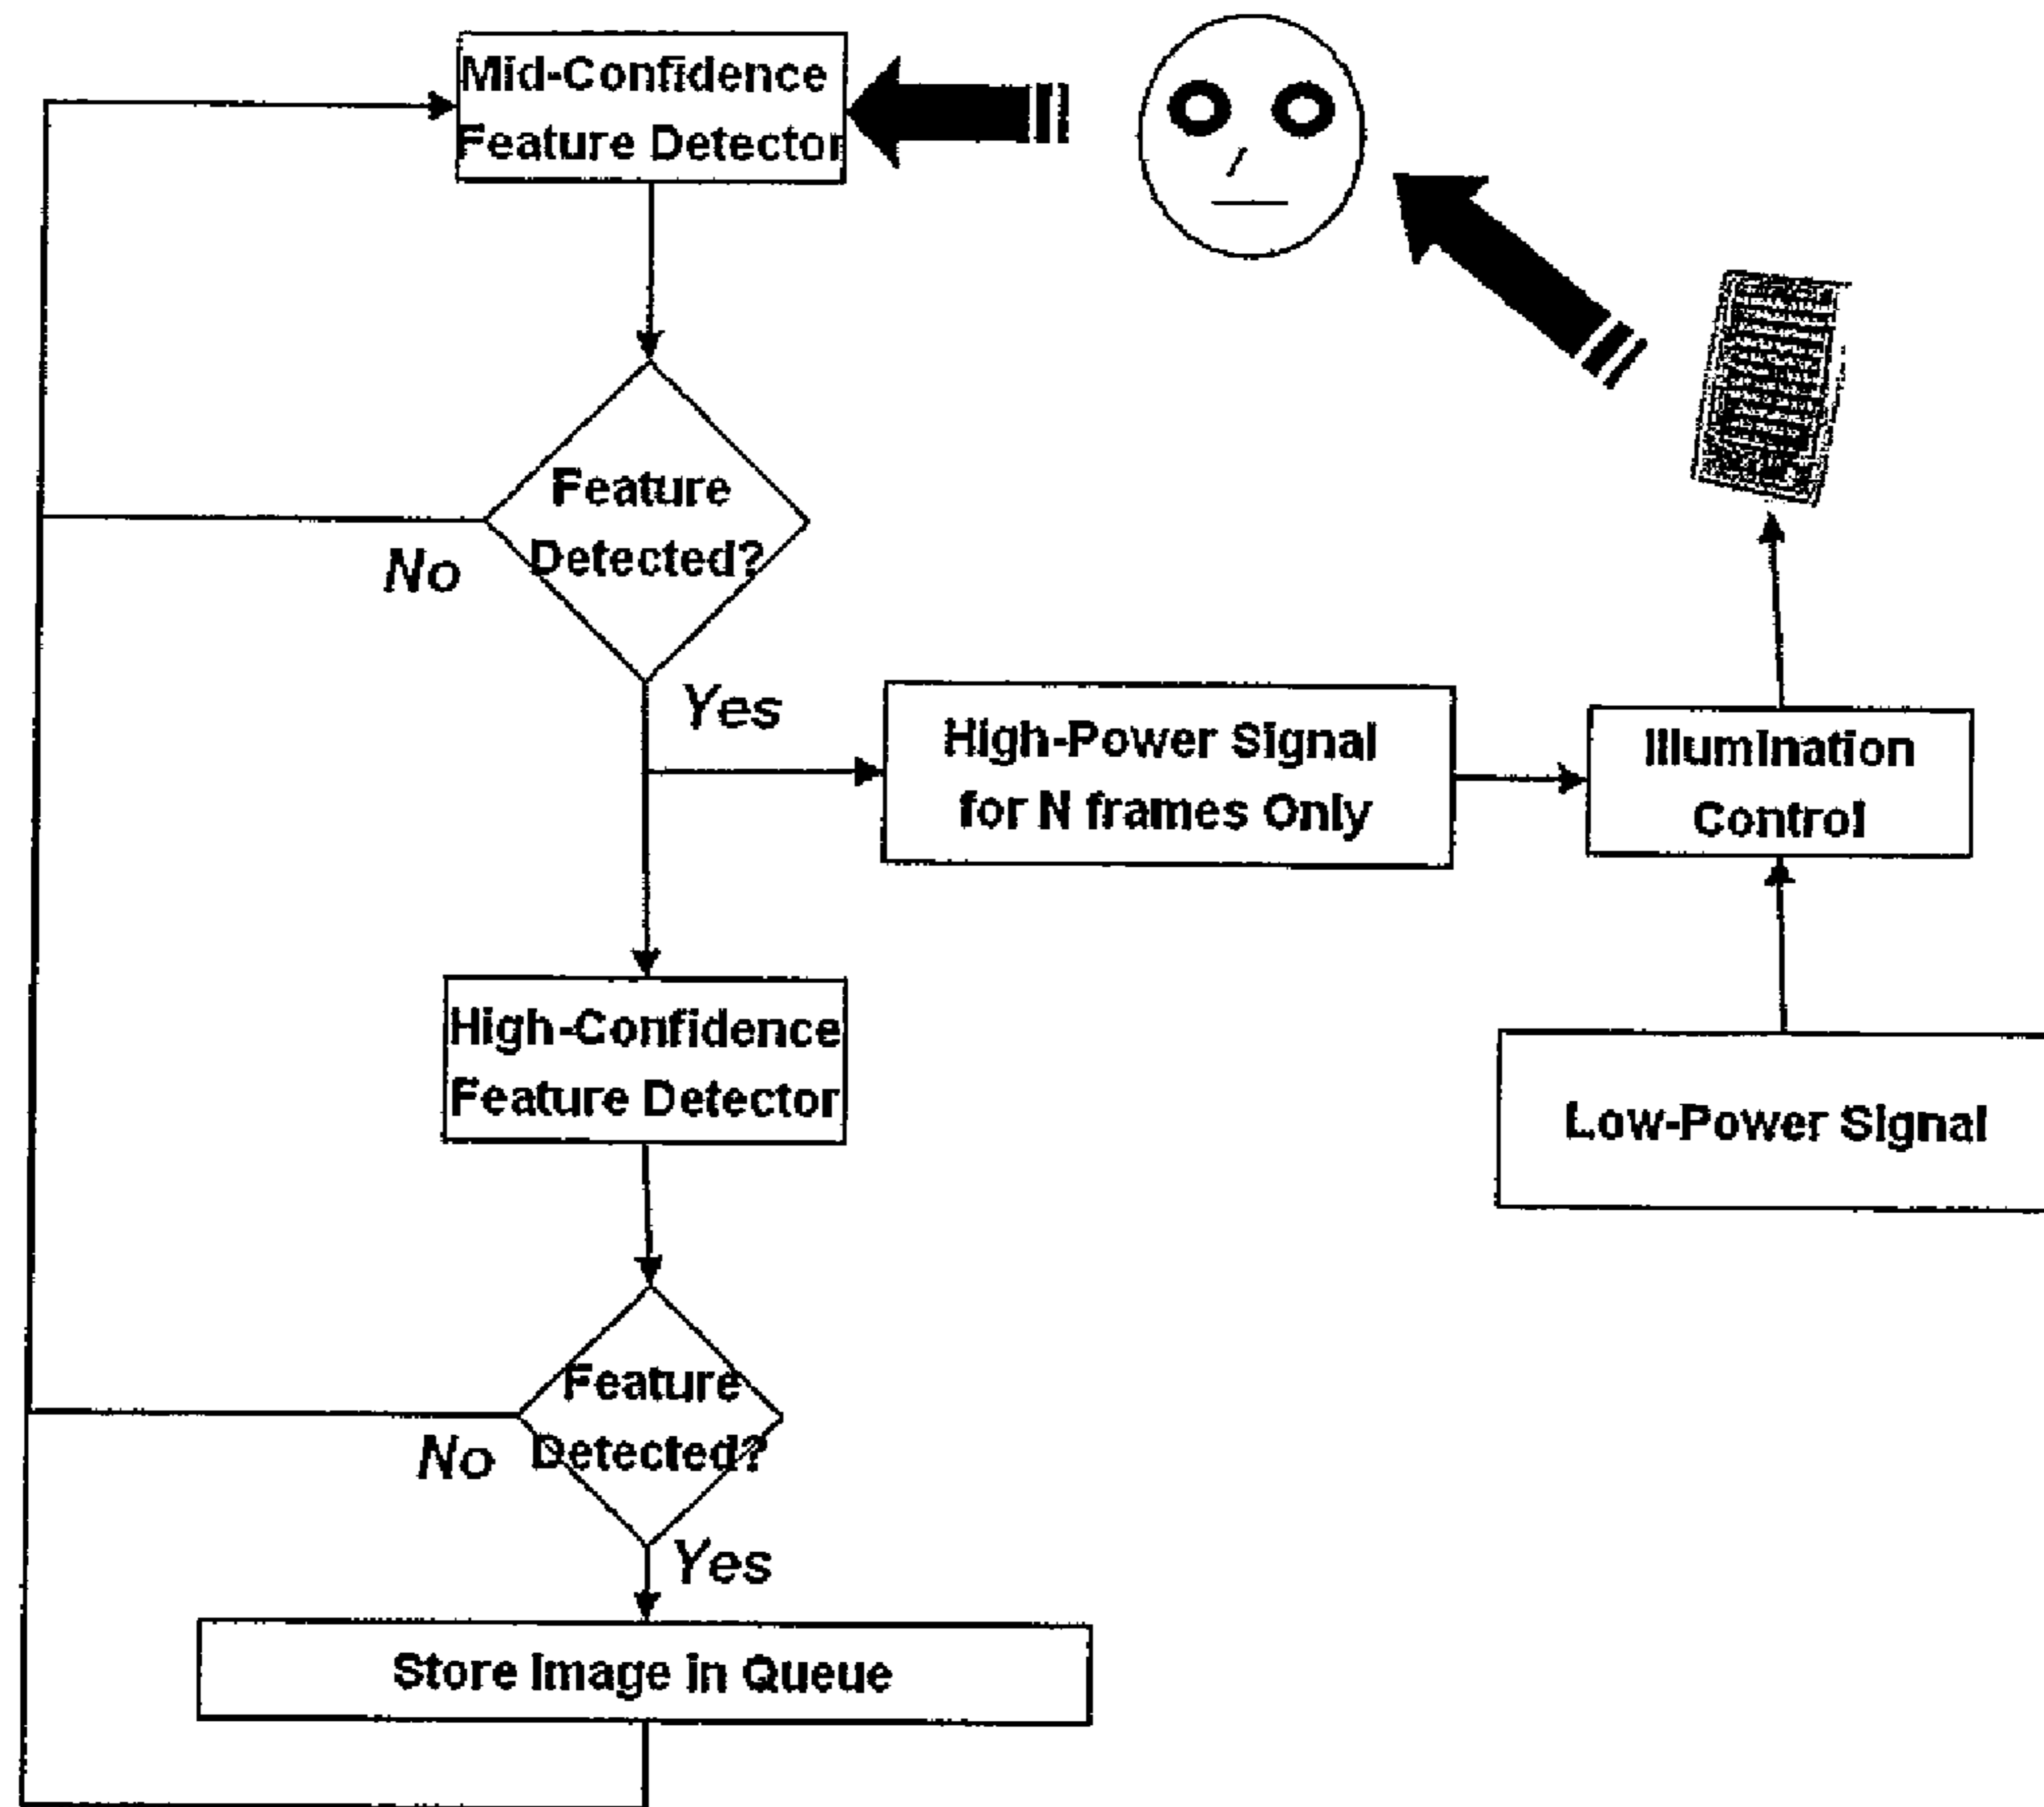 Mid-Confidence
Feature Detector
Feature
Detected?
No
Yes
High-Power Signal
for N frames Only
Illumination
Control
High-Confidence
Feature Detector
Low-Power Signal
Feature
Detected?
No
Yes
Store Image in Queue